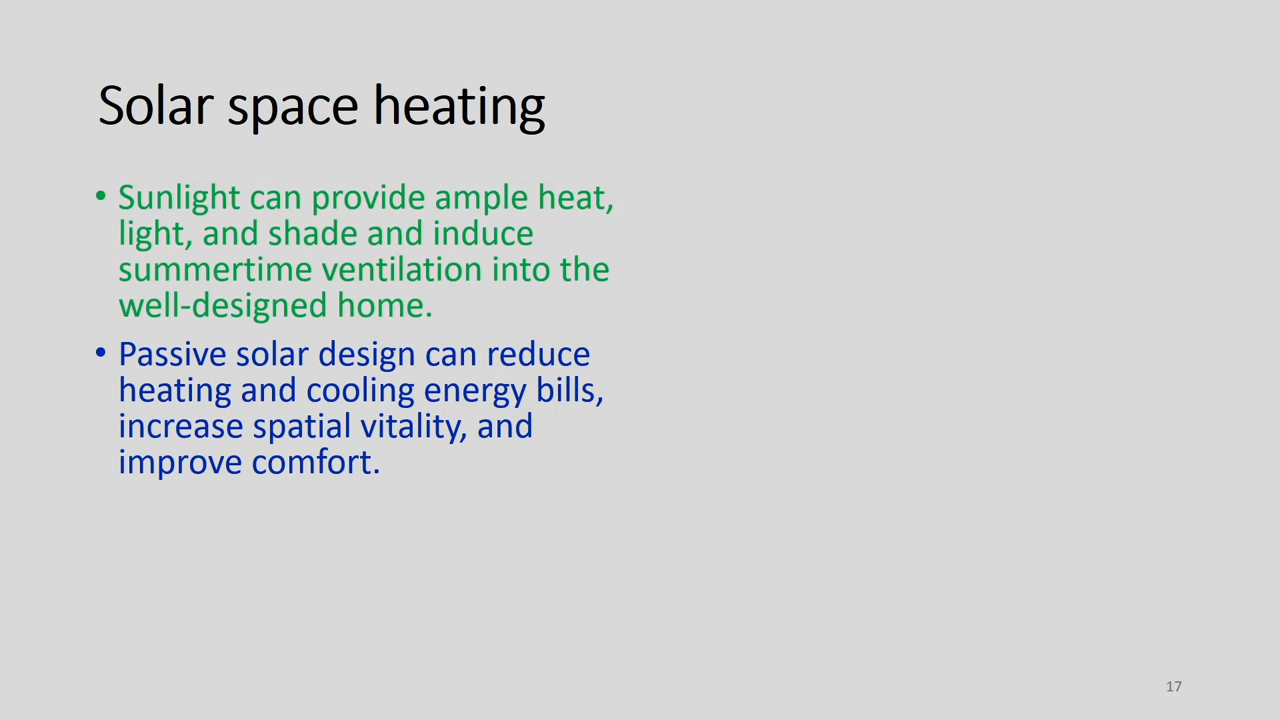 Solar space heating
• Sunlight can provide ample heat,
light, and shade and induce
summertime ventilation into the
well-designed home.
• Passive solar design can reduce
heating and cooling energy bills,
increase spatial vitality, and
improve comfort.
17